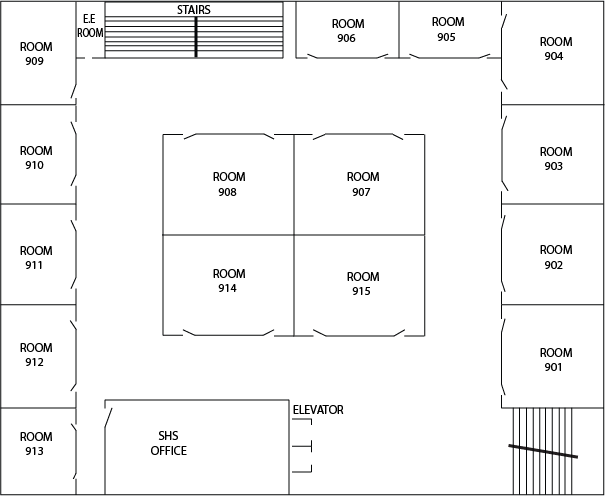 STAIRS
E.E
ROOM
ROOM
906
ROOM
905
ROOM
909
ROOM
904
ROOM
910
ROOM
903
ROOM
908
ROOM
907
ROOM
911
ROOM
902
ROOM
914
ROOM
915
ROOM
912
ROOM
901
ELEVATOR
ROOM
913
SHS
OFFICE